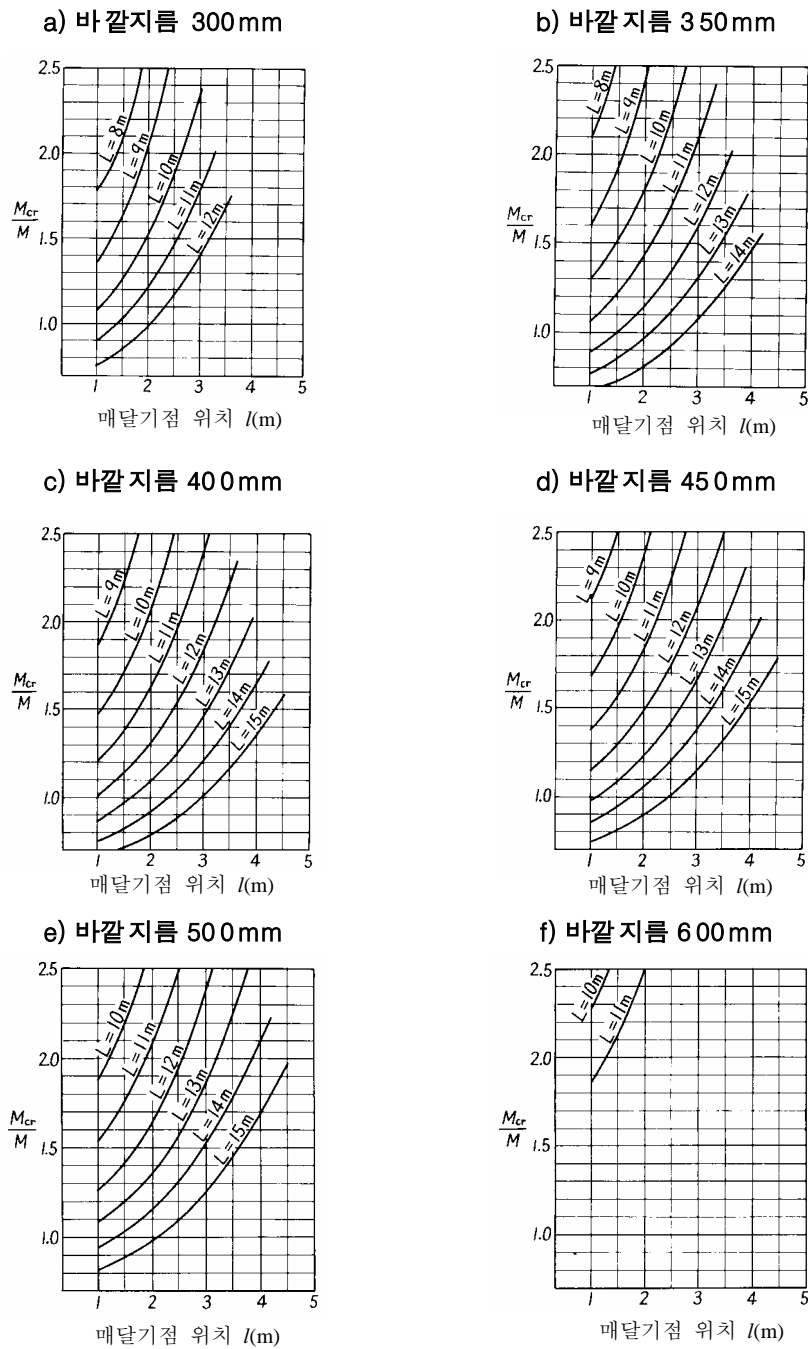 a) 바깥지름 300mm
2.5
2.0
1.5
1.0
Mcr
M
L=8m
L=9m
L=10m
L=11m
L=12m
1 2 3 4 5
매달기점 위치 l(m)
b) 바깥지름 350mm
2.5
2.0
1.5
1.0
Mcr
M
L=8m
L=9m
L=10m
L=11m
L=12m
L=13m
L=14m
1 2 3 4 5
매달기점 위치 l(m)
c) 바깥지름 400mm
2.5
2.0
1.5
1.0
Mcr
M
L=9m
L=10m
L=11m
L=12m
L=13m
L=14m
L=15m
1 2 3 4 5
매달기점 위치 l(m)
d) 바깥지름 450mm
2.5
2.0
1.5
1.0
Mcr
M
L=9m
L=10m
L=11m
L=12m
L=13m
L=14m
L=15m
1 2 3 4 5
매달기점 위치 l(m)
e) 바깥지름 500mm
2.5
2.0
1.5
1.0
Mcr
M
L=10m
L=11m
L=12m
L=13m
L=14m
L=15m
1 2 3 4 5
매달기점 위치 l(m)
f) 바깥지름 600mm
2.5
2.0
1.5
1.0
Mcr
M
L=10m
L=11m
1 2 3 4 5
매달기점 위치 l(m)